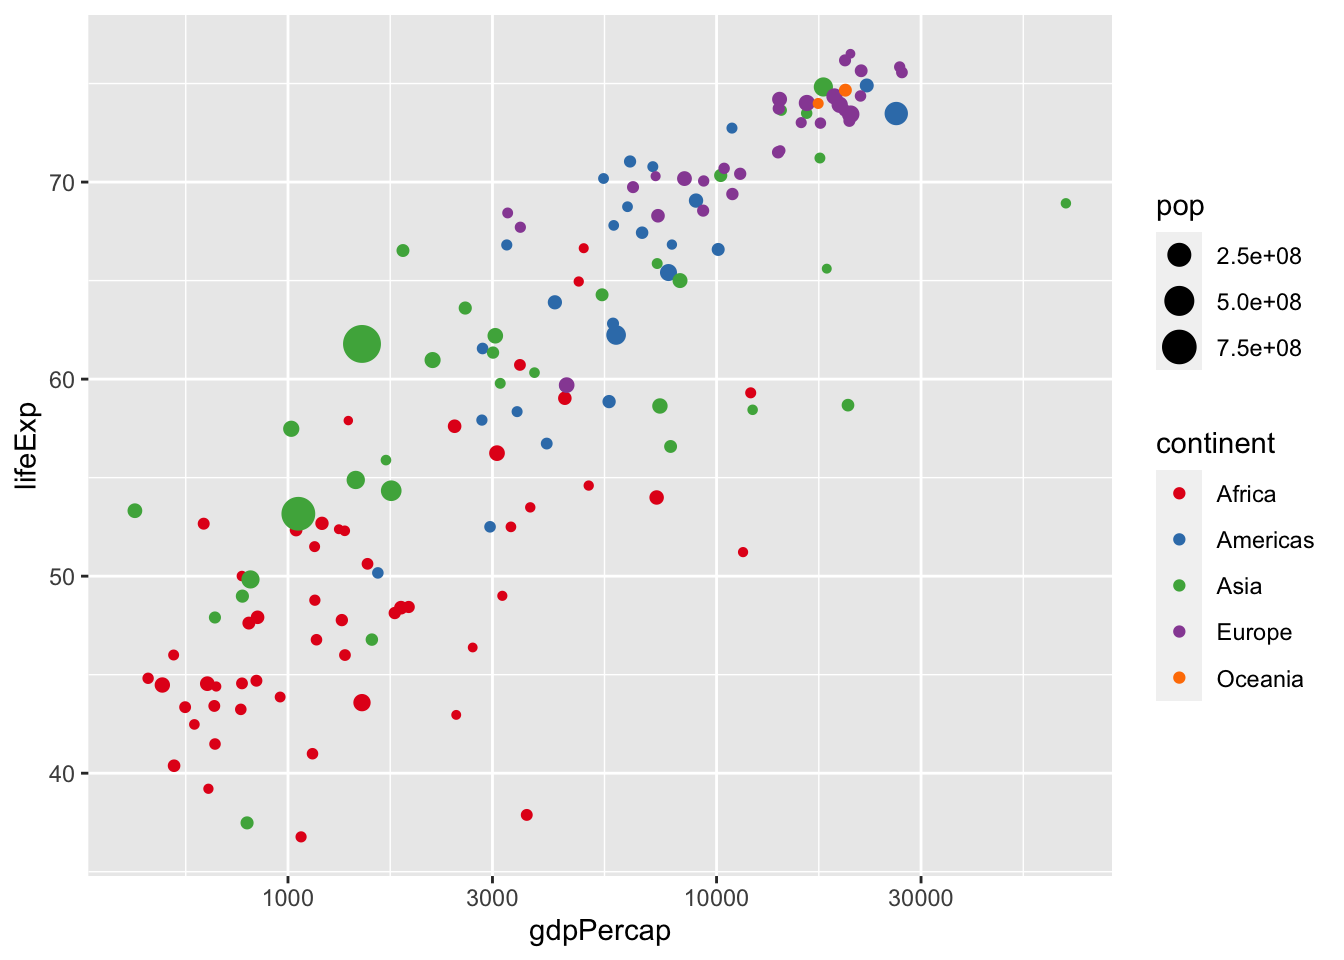 70
60
50
40
lifeExp
1000
3000
10000
30000
gdpPercap
pop
2.5e+08
5.0e+08
7.5e+08
continent
Africa
Americas
Asia
Europe
Oceania